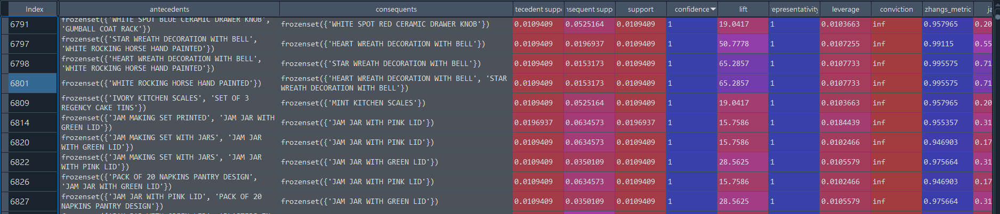 Index antecedents consequents tecedent supp nsequent supp support confidence lift epresentativity leverage conviction zhangs_metric ja
6791 frozenset({'WHITE SPOT BLUE CERAMIC DRAWER KNOB', 'GUMBALL COAT RACK'}) frozenset({'WHITE SPOT RED CERAMIC DRAWER KNOB'}) 0.0109409 0.0525164 0.0109409 1 19.0417 1 0.0103663 inf 0.957965 0.20
6797 frozenset({'STAR WREATH DECORATION WITH BELL', 'WHITE ROCKING HORSE HAND PAINTED'}) frozenset({'HEART WREATH DECORATION WITH BELL'}) 0.0109409 0.0196937 0.0109409 1 50.7778 1 0.0107255 inf 0.99115 0.55
6798 frozenset({'HEART WREATH DECORATION WITH BELL', 'WHITE ROCKING HORSE HAND PAINTED'}) frozenset({'STAR WREATH DECORATION WITH BELL'}) 0.0109409 0.0153173 0.0109409 1 65.2857 1 0.0107733 inf 0.995575 0.71
6801 frozenset({'WHITE ROCKING HORSE HAND PAINTED'}) frozenset({'HEART WREATH DECORATION WITH BELL', 'STAR WREATH DECORATION WITH BELL'}) 0.0109409 0.0153173 0.0109409 1 65.2857 1 0.0107733 inf 0.995575 0.71
6809 frozenset({'IVORY KITCHEN SCALES', 'SET OF 3 REGENCY CAKE TINS'}) frozenset({'MINT KITCHEN SCALES'}) 0.0109409 0.0525164 0.0109409 1 19.0417 1 0.0103663 inf 0.957965 0.20
6814 frozenset({'JAM MAKING SET PRINTED', 'JAM JAR WITH GREEN LID'}) frozenset({'JAM JAR WITH PINK LID'}) 0.0196937 0.0634573 0.0196937 1 15.7586 1 0.0184439 inf 0.955357 0.31
6820 frozenset({'JAM MAKING SET WITH JARS', 'JAM JAR WITH GREEN LID'}) frozenset({'JAM JAR WITH PINK LID'}) 0.0109409 0.0634573 0.0109409 1 15.7586 1 0.0102466 inf 0.946903 0.17
6822 frozenset({'JAM MAKING SET WITH JARS', 'JAM JAR WITH PINK LID'}) frozenset({'JAM JAR WITH GREEN LID'}) 0.0109409 0.0350109 0.0109409 1 28.5625 1 0.0105579 inf 0.975664 0.31
6826 frozenset({'PACK OF 20 NAPKINS PANTRY DESIGN', 'JAM JAR WITH GREEN LID'}) frozenset({'JAM JAR WITH PINK LID'}) 0.0109409 0.0634573 0.0109409 1 15.7586 1 0.0102466 inf 0.946903 0.17
6827 frozenset({'JAM JAR WITH PINK LID', 'PACK OF 20 NAPKINS PANTRY DESIGN'}) frozenset({'JAM JAR WITH GREEN LID'}) 0.0109409 0.0350109 0.0109409 1 28.5625 1 0.0105579 inf 0.975664 0.31